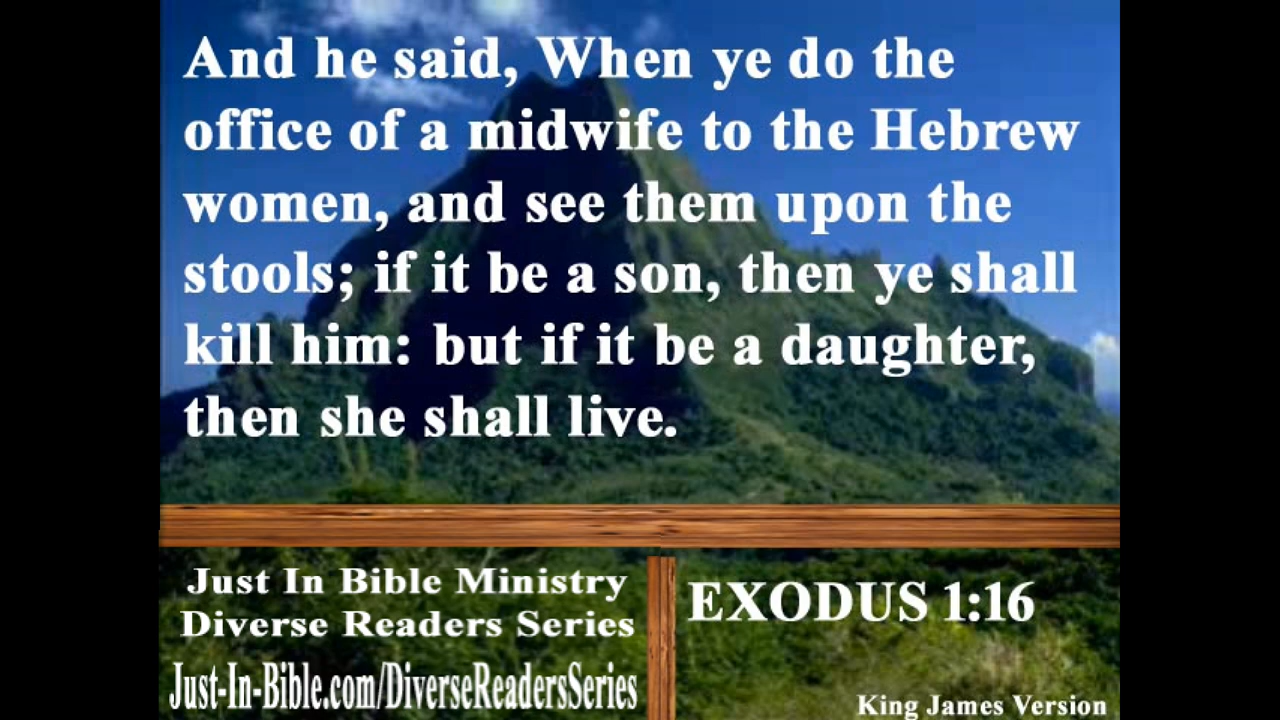 And he said, When ye do the
office of a midwife to the Hebrew
women, and see them upon the
stools; if it be a son, then ye shall
kill him: but if it be a daughter,
then she shall live.
Just In Bible Ministry
Diverse Readers Series
Just-In-Bible.com/DiverseReadersSeries
EXODUS 1:16
King James Version